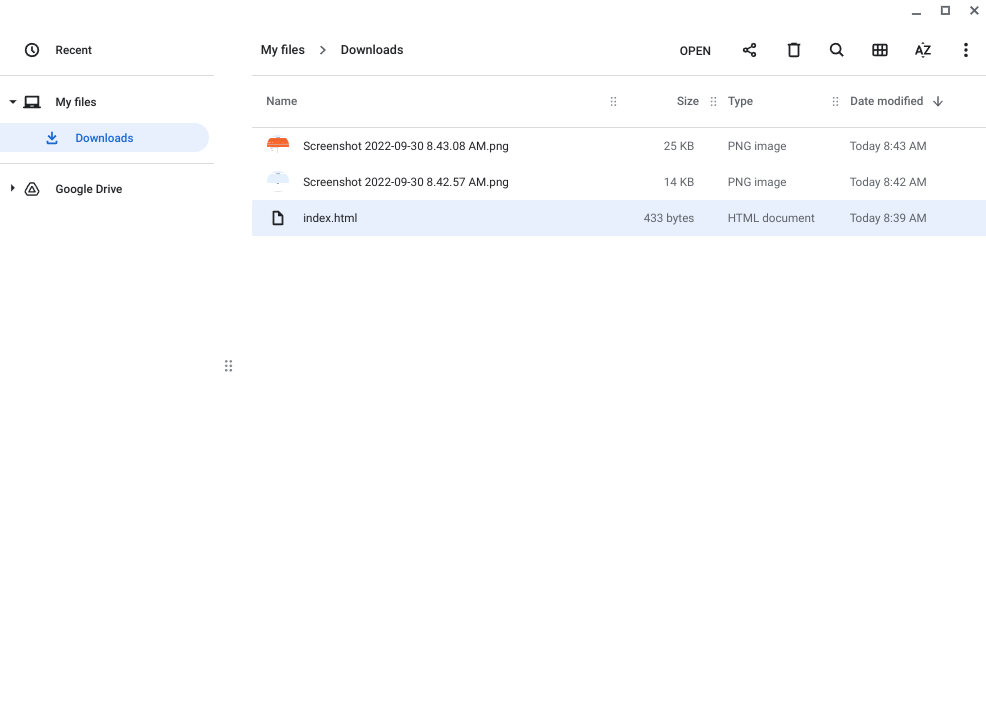 Recent
My files > Downloads
OPEN
AZ
My files
Downloads
Google Drive
Name Size Type Date modified
Screenshot 2022-09-30 8.43.08 AM.png 25 KB PNG image Today 8:43 AM
Screenshot 2022-09-30 8.42.57 AM.png 14 KB PNG image Today 8:42 AM
index.html 433 bytes HTML document Today 8:39 AM